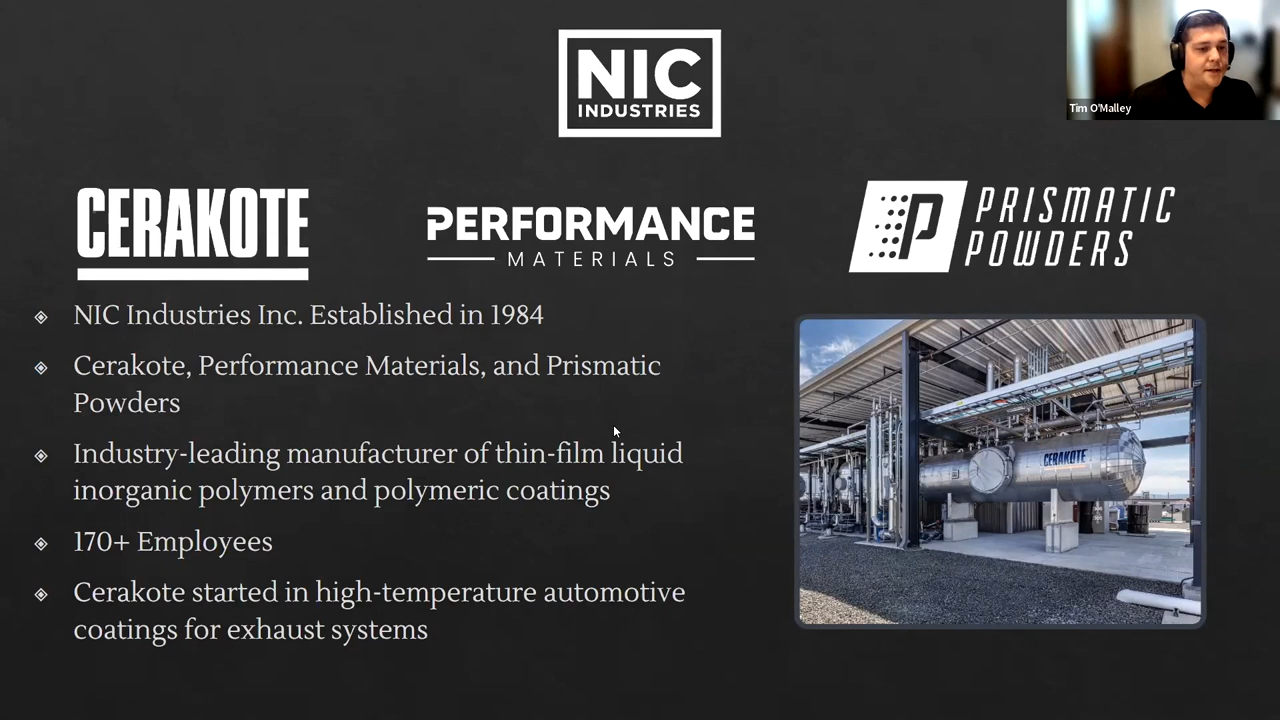 NIC
INDUSTRIES
Tim O'Malley
CERAKOTE
PERFORMANCE
MATERIALS
P
PRISMATIC
POWDERS
NIC Industries Inc. Established in 1984
Cerakote, Performance Materials, and Prismatic
Powders
Industry-leading manufacturer of thin-film liquid
inorganic polymers and polymeric coatings
170+ Employees
Cerakote started in high-temperature automotive
coatings for exhaust systems
CERAKOTE